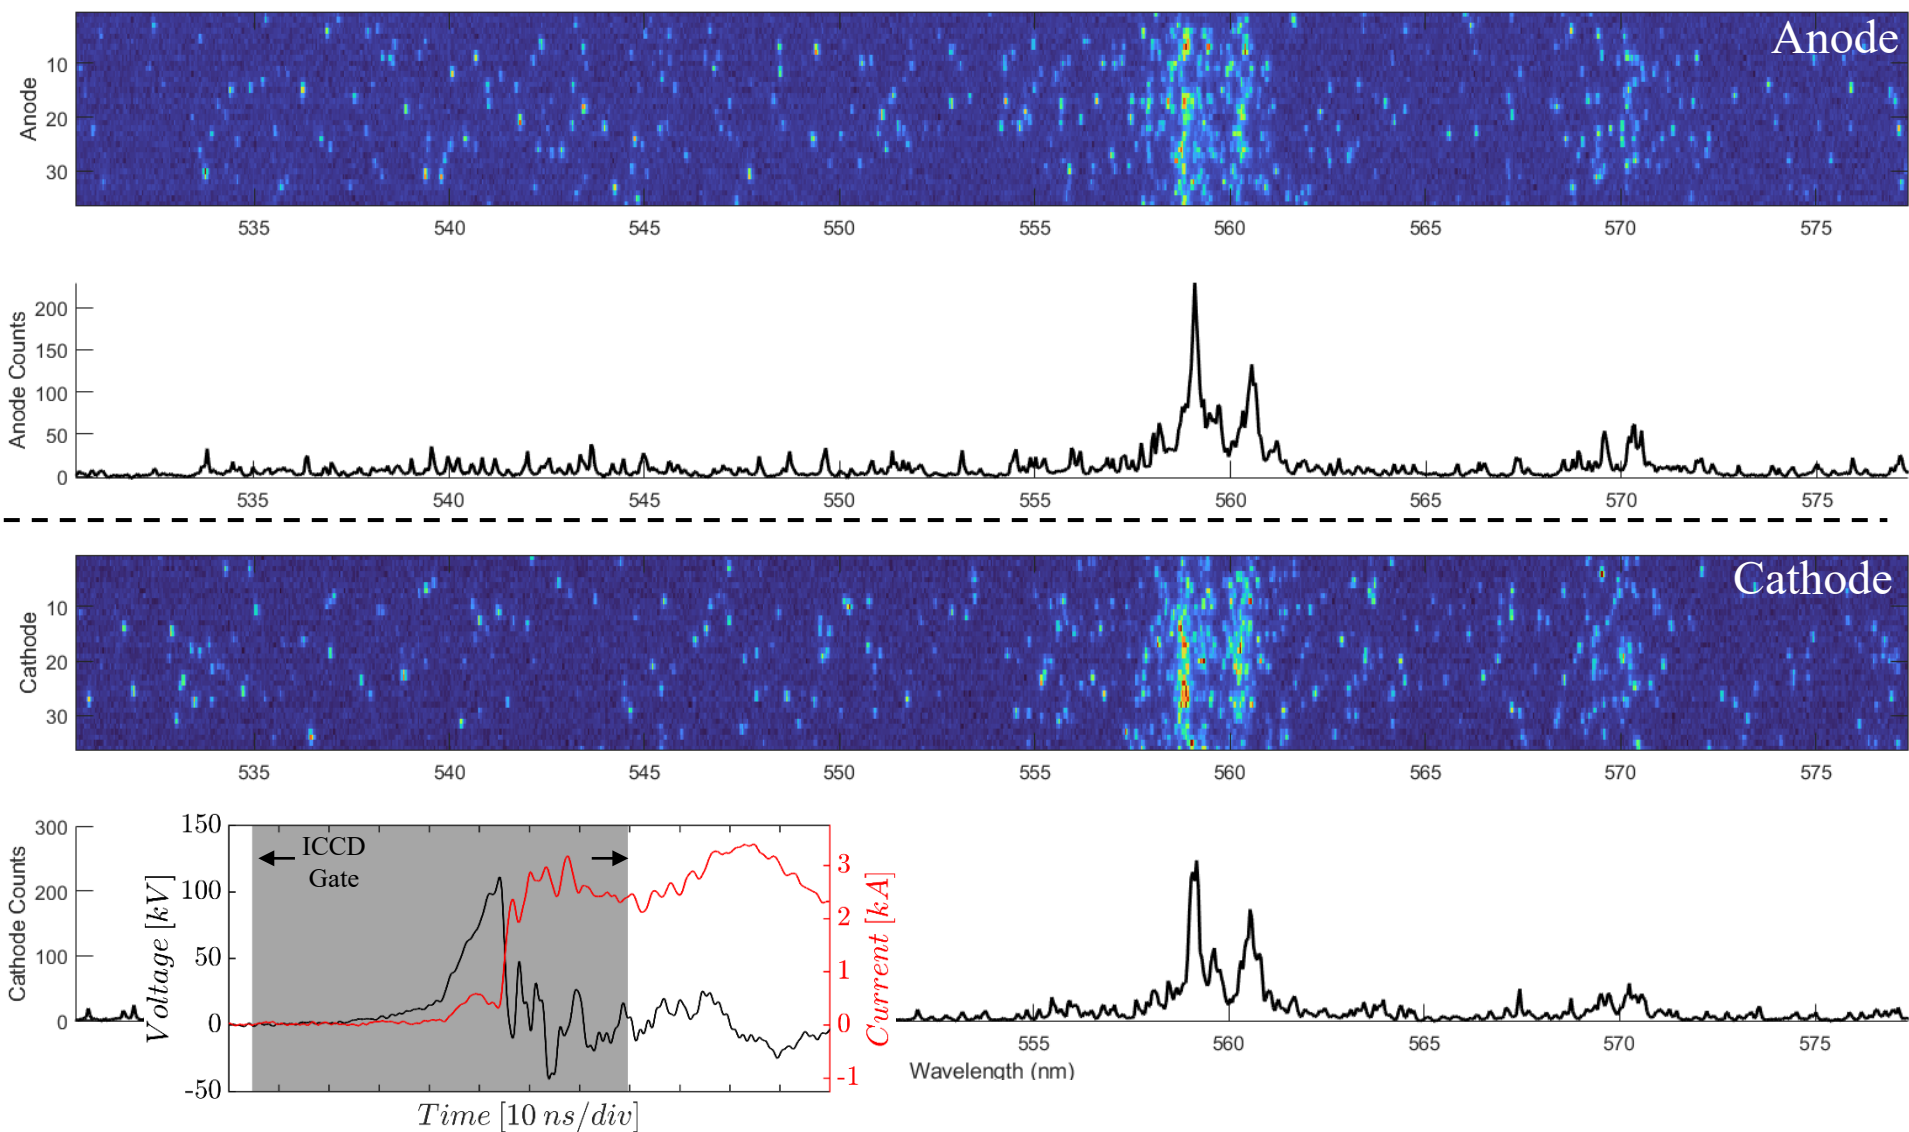 Anode
10
20
30
Anode
535 540 545 550 555 560 565 570 575
200
150
100
50
0
Anode Counts
535 540 545 550 555 560 565 570 575
Cathode
10
20
30
Cathode
535 540 545 550 555 560 565 570 575
300
200
100
0
Cathode Counts
150
100
50
0
-50
Voltage [kV]
ICCD
Gate
3
2
1
0
-1
Current [kA]
Time [10 ns/div]
555 560 565 570 575
Wavelength (nm)